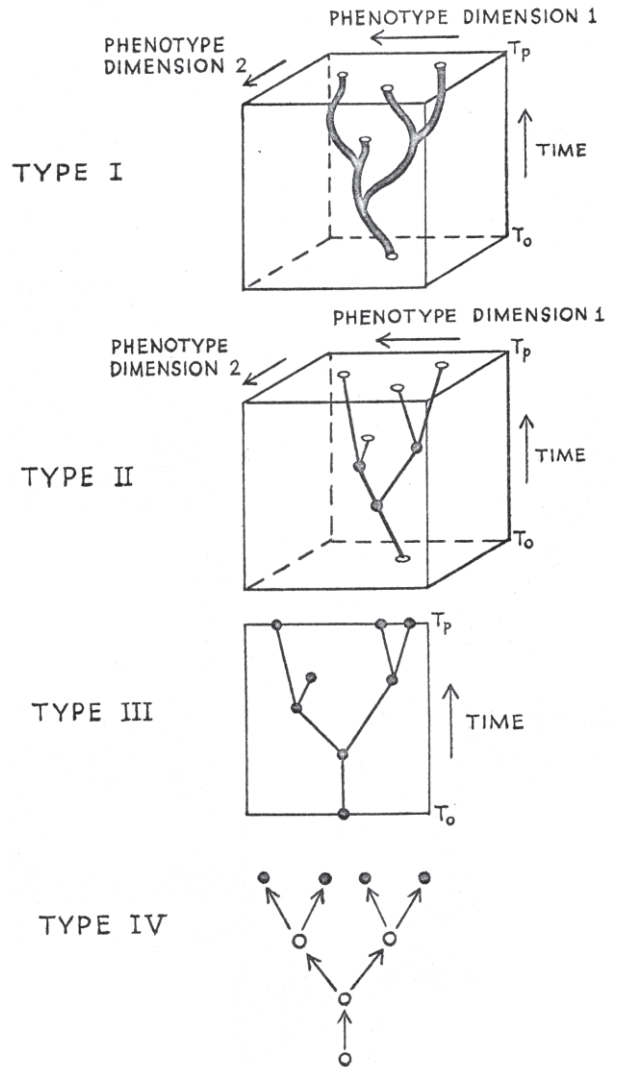 PHENOTYPE DIMENSION 1
PHENOTYPE
DIMENSION 2
Tp
TYPE I
TIME
To
PHENOTYPE DIMENSION 1
PHENOTYPE
DIMENSION 2
Tp
TYPE II
TIME
To
Tp
TYPE III
TIME
To
TYPE IV